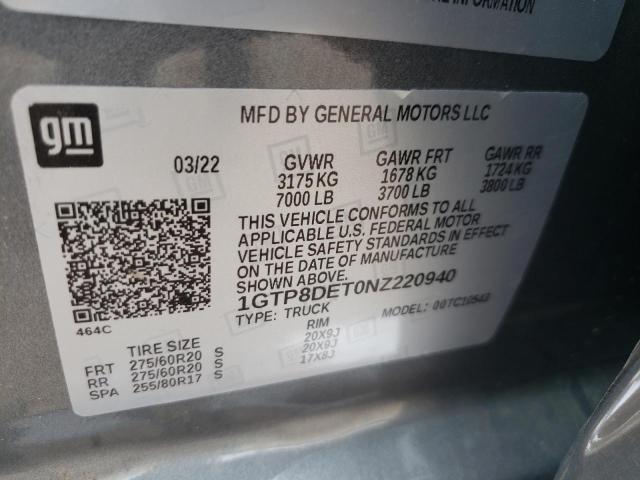 INFORMATION
gm
MFD BY GENERAL MOTORS LLC
03/22 GVWR GAWR FRT GAWR RR
3175 KG 1678 KG 1724 KG
7000 LB 3700 LB 3800 LB
THIS VEHICLE CONFORMS TO ALL
APPLICABLE U.S. FEDERAL MOTOR
VEHICLE SAFETY STANDARDS IN EFFECT
ON THE DATE OF MANUFACTURE
SHOWN ABOVE.
1GTP8DET0NZ220940
TYPE: TRUCK MODEL: 00TC10543
464C
TIRE SIZE RIM
FRT 275/60R20 S 20X9J
RR 275/60R20 S 20X9J
SPA 255/80R17 S 17X8J